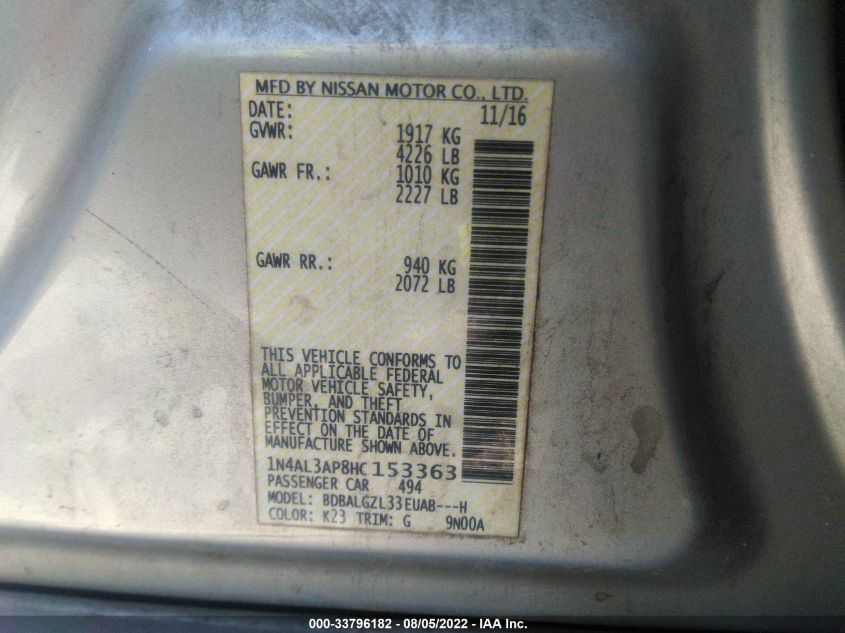 MFD BY NISSAN MOTOR CO., LTD.
DATE: 11/16
GVWR: 1917 KG
4226 LB
GAWR FR.: 1010 KG
2227 LB
GAWR RR.: 940 KG
2072 LB
THIS VEHICLE CONFORMS TO
ALL APPLICABLE FEDERAL
MOTOR VEHICLE SAFETY,
BUMPER, AND THEFT
PREVENTION STANDARDS IN
EFFECT ON THE DATE OF
MANUFACTURE SHOWN ABOVE.
1N4AL3AP8HC153363
PASSENGER CAR 494
MODEL: BDBALGZL33EUAB---H
COLOR: K23 TRIM: G 9N00A
000-33796182 - 08/05/2022 - IAA Inc.